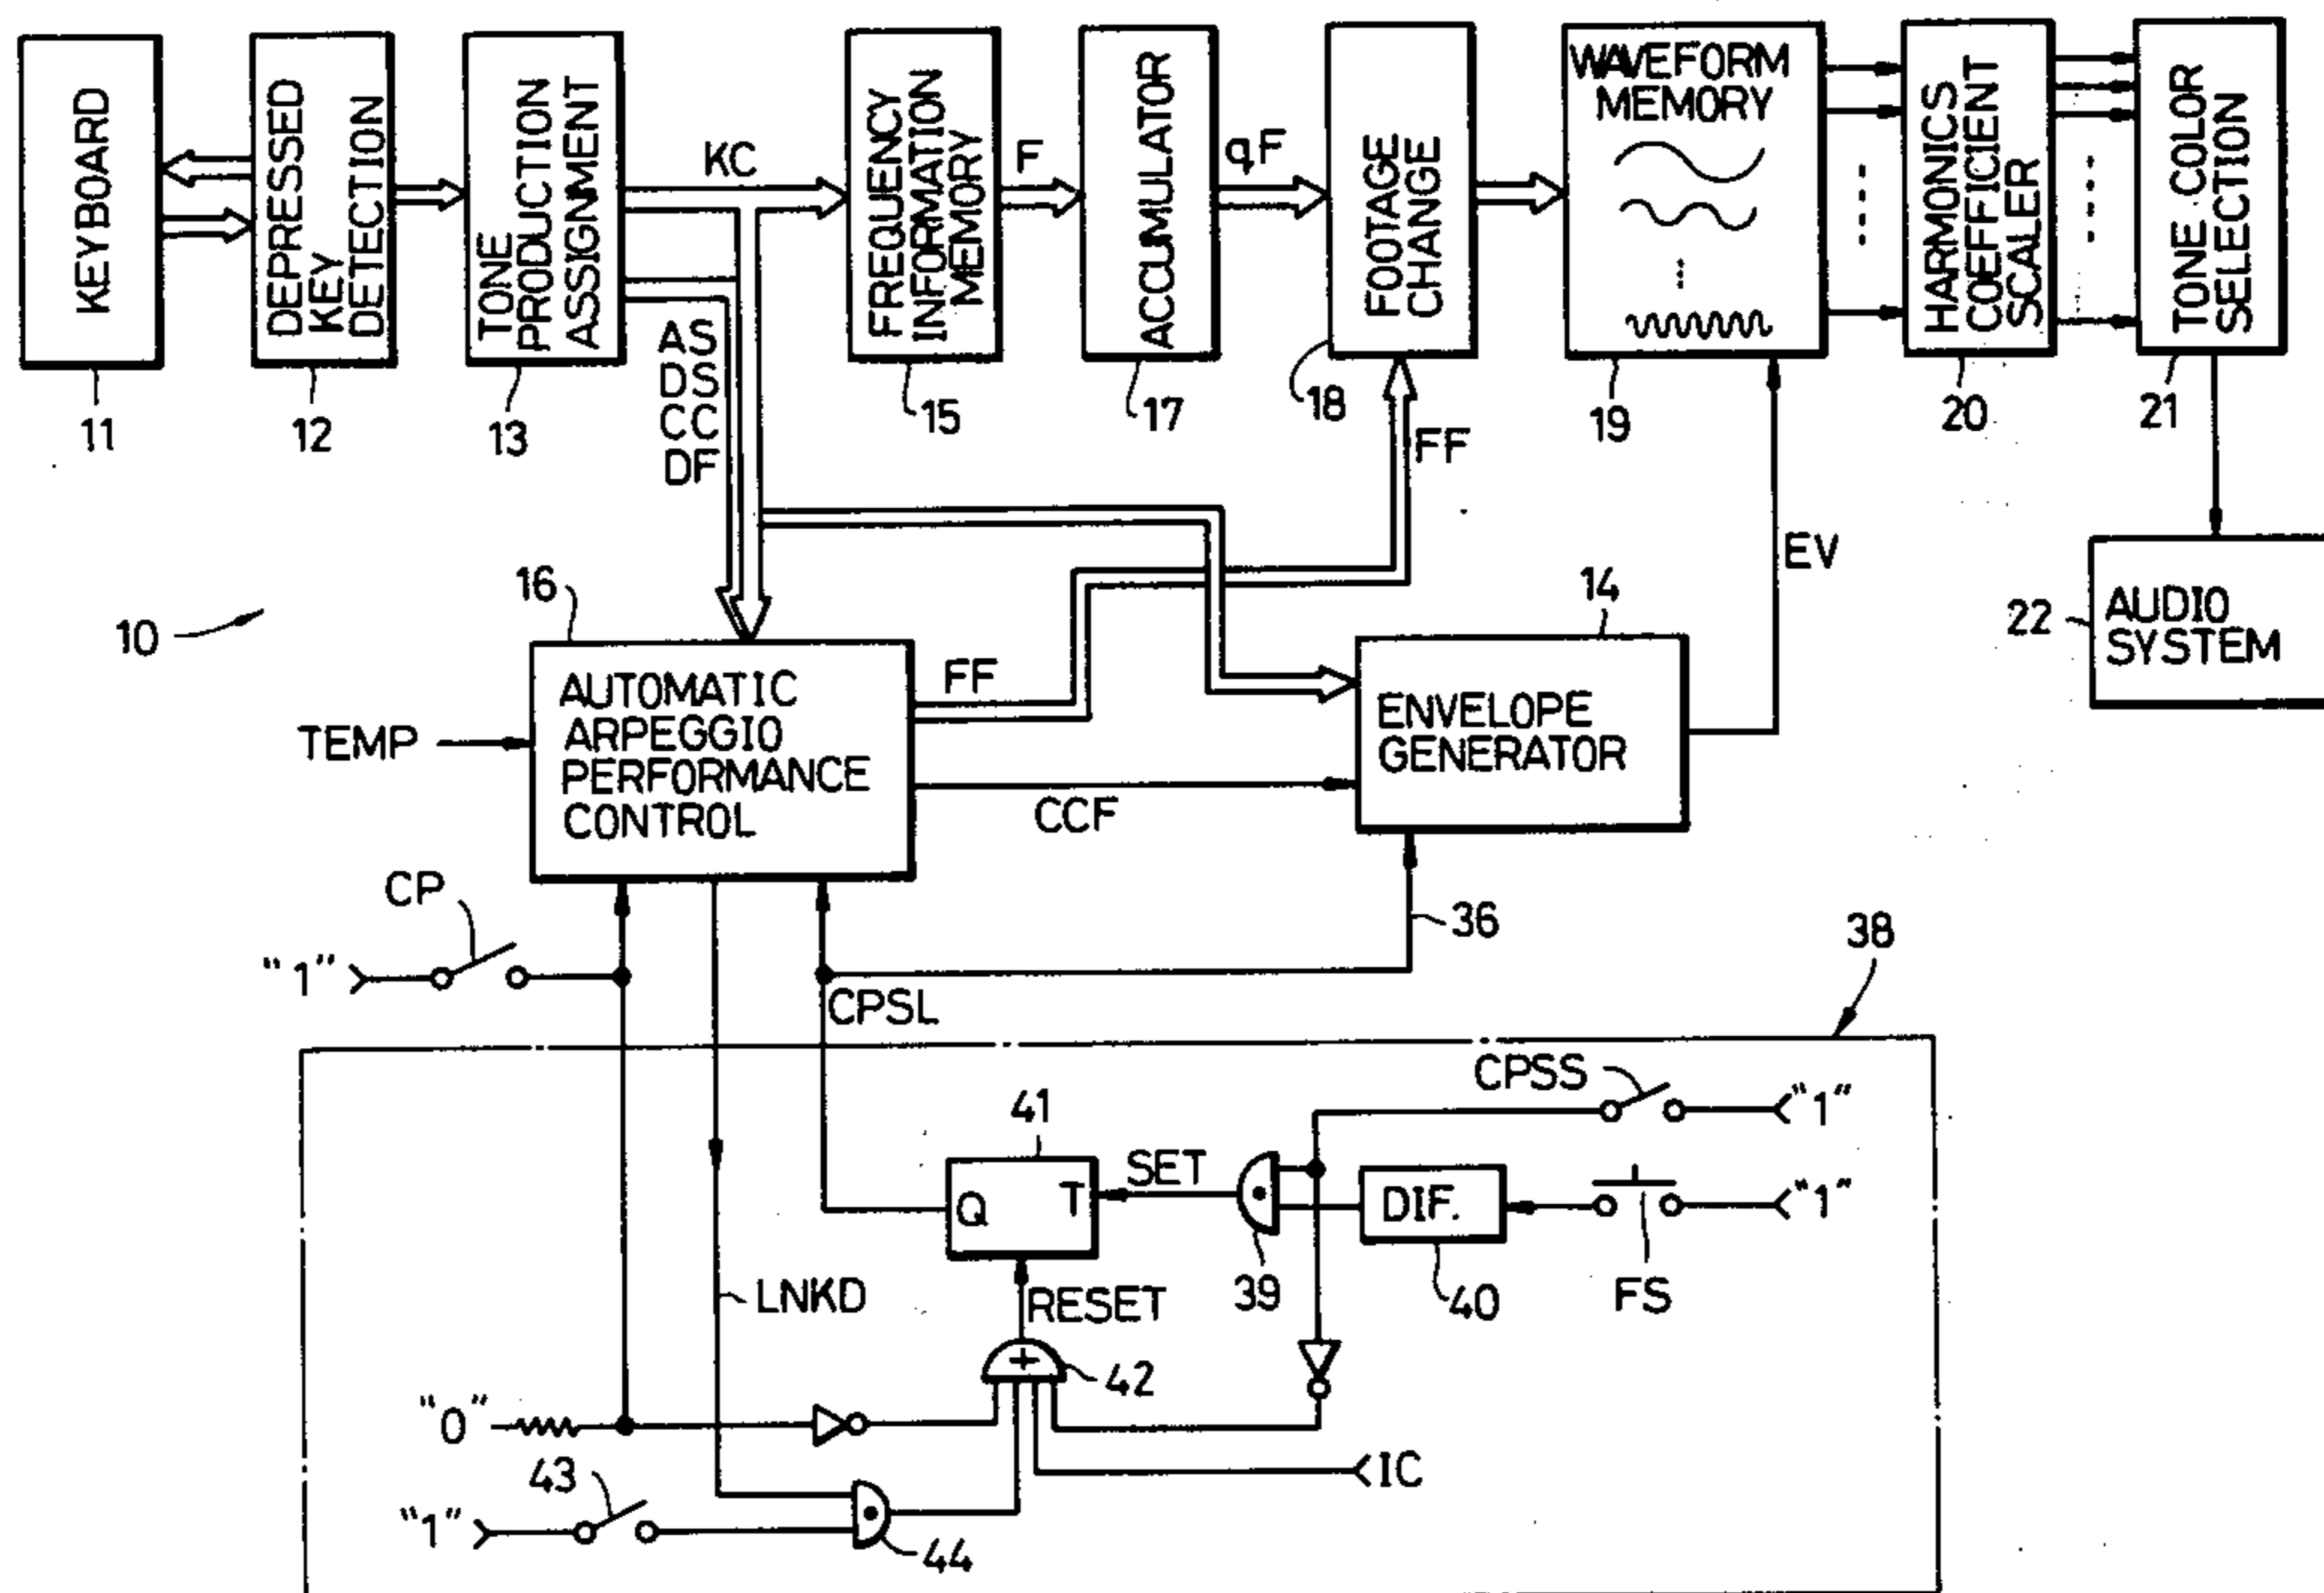 KEYBOARD
DEPRESSED
KEY
DETECTION
TONE
PRODUCTION
ASSIGNMENT
KC
FREQUENCY
INFORMATION
MEMORY
F
ACCUMULATOR
qF
FOOTAGE
CHANGE
WAVEFORM
MEMORY
HARMONICS
COEFFICIENT
SCALER
TONE COLOR
SELECTION
AS
DS
CC
DF
11
12
13
15
17
18
FF
19
20
21
EV
10
16
14
22
AUDIO
SYSTEM
TEMP
AUTOMATIC
ARPEGGIO
PERFORMANCE
CONTROL
FF
CCF
ENVELOPE
GENERATOR
CP
"1"
36
38
CPSL
CPSS
"1"
41
SET
Q
T
DIF.
"1"
39
40
FS
LNKD
RESET
42
"0"
IC
43
"1"
44